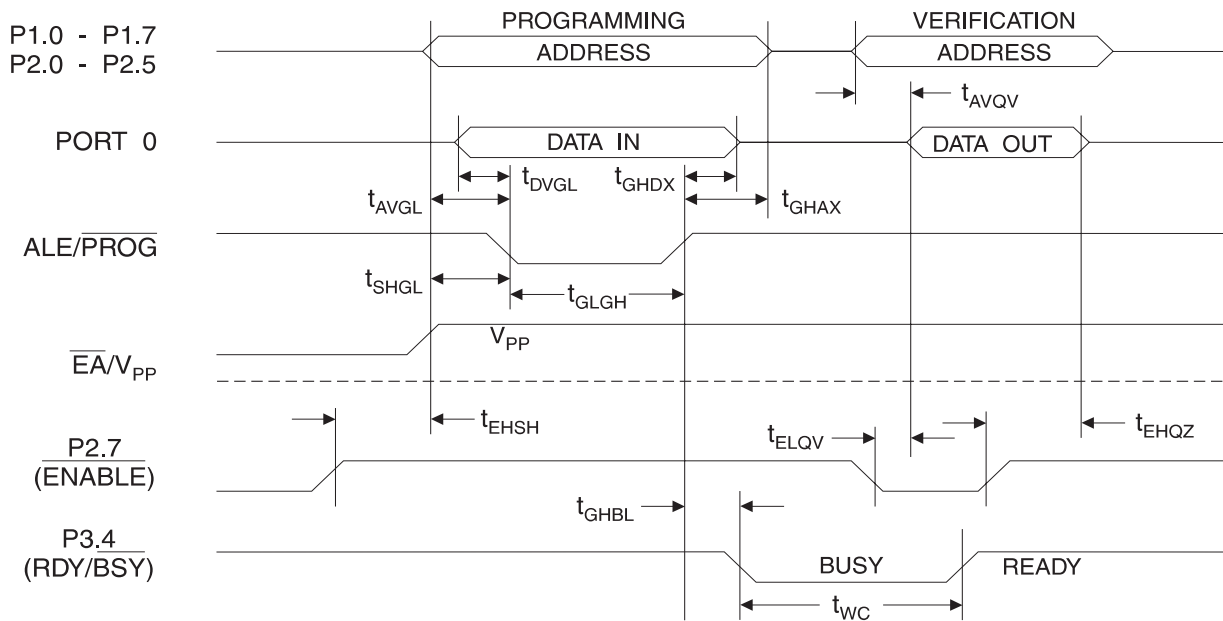 PROGRAMMING
VERIFICATION
P1.0 - P1.7
P2.0 - P2.5
ADDRESS
ADDRESS
tAVQV
PORT 0
DATA IN
DATA OUT
tDVGL
tGHDX
tAVGL
tGHAX
ALE/PROG
tSHGL
tGLGH
VPP
EA/VPP
tEHSH
tELQV
tEHQZ
P2.7
(ENABLE)
tGHBL
P3.4
(RDY/BSY)
BUSY
READY
tWC